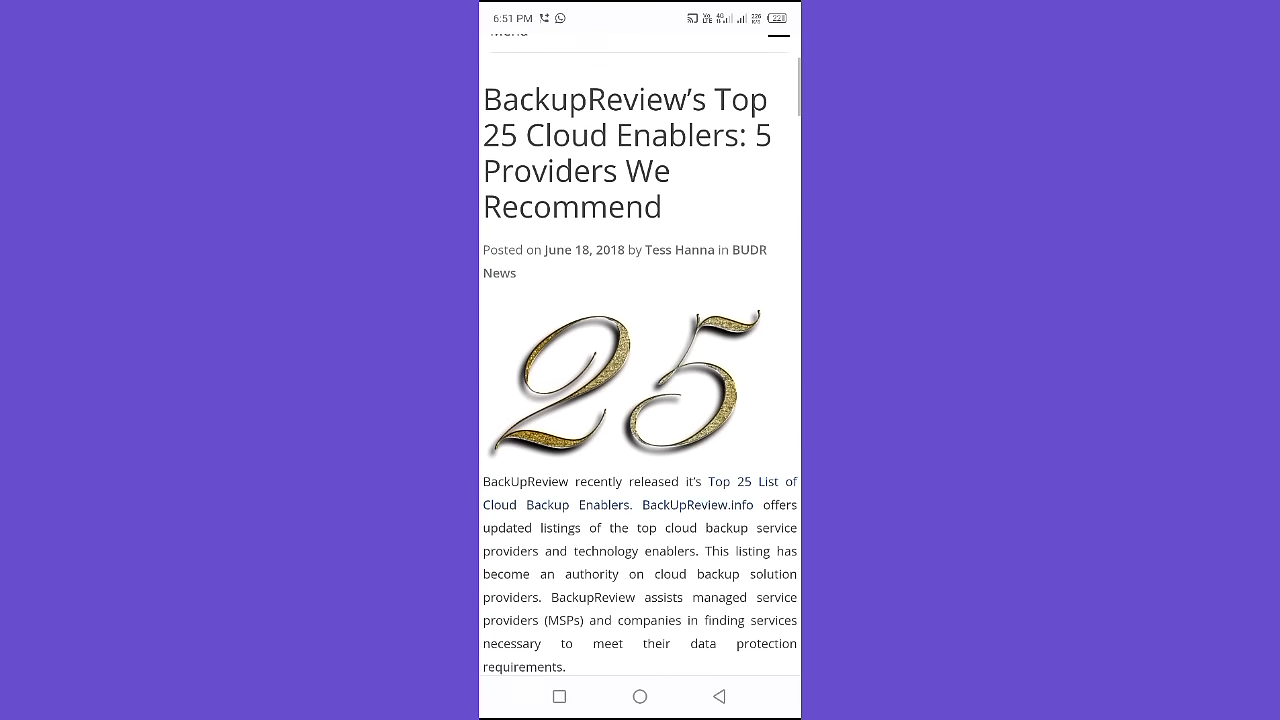 6:51 PM
Menu
BackupReview’s Top
25 Cloud Enablers: 5
Providers We
Recommend
Posted on June 18, 2018 by Tess Hanna in BUDR
News
25
BackUpReview recently released it’s Top 25 List of
Cloud Backup Enablers. BackUpReview.info offers
updated listings of the top cloud backup service
providers and technology enablers. This listing has
become an authority on cloud backup solution
providers. BackupReview assists managed service
providers (MSPs) and companies in finding services
necessary to meet their data protection
requirements.